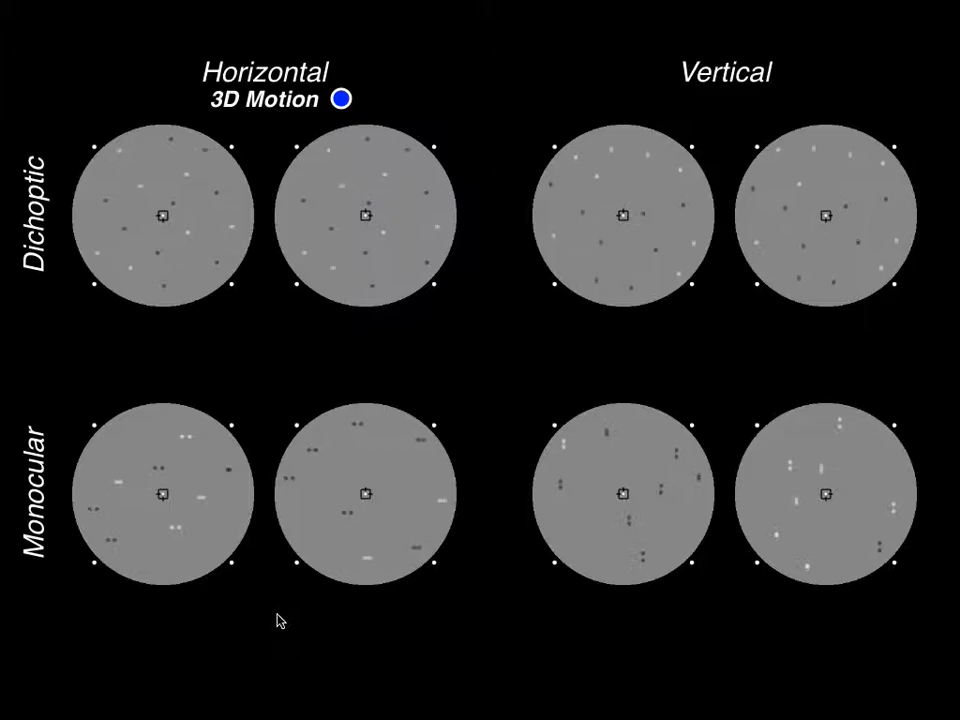 Horizontal
3D Motion
Vertical
Dichoptic
Monocular